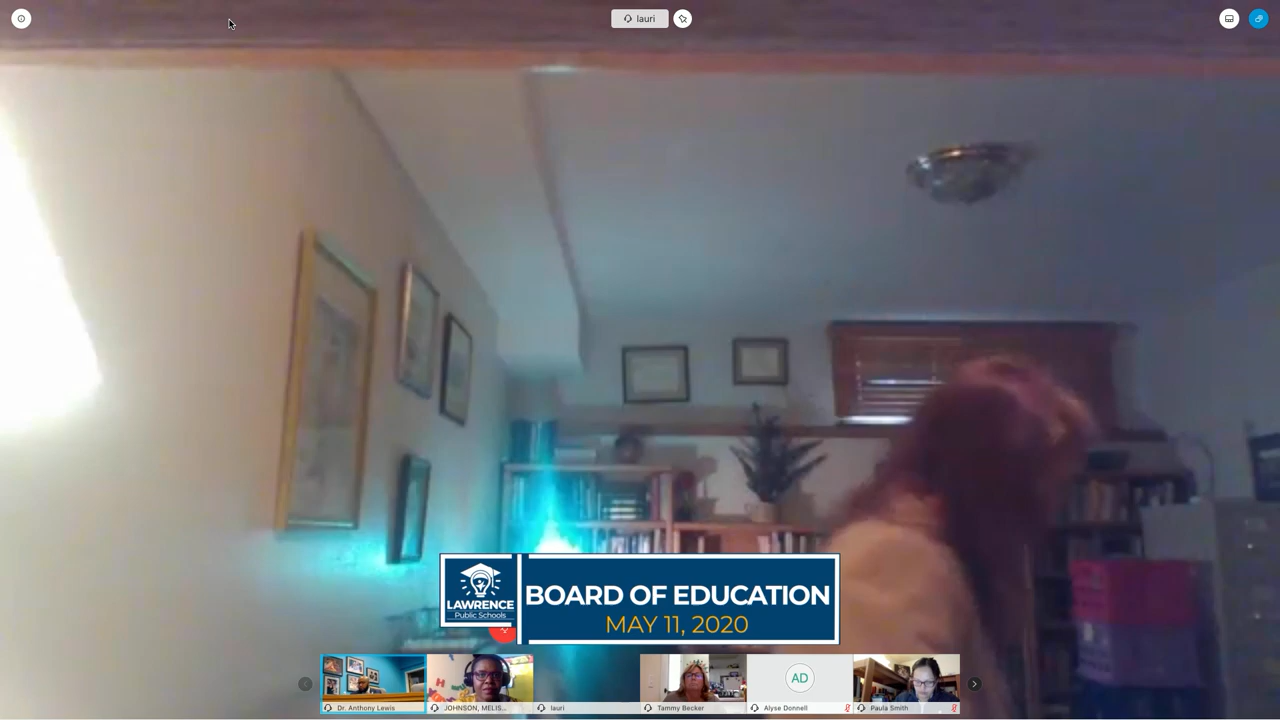 lauri
LAWRENCE
Public Schools
BOARD OF EDUCATION
MAY 11, 2020
Dr. Anthony Lewis
JOHNSON, MELIS...
lauri
Tammy Becker
AD
Alyse Donnell
Paula Smith